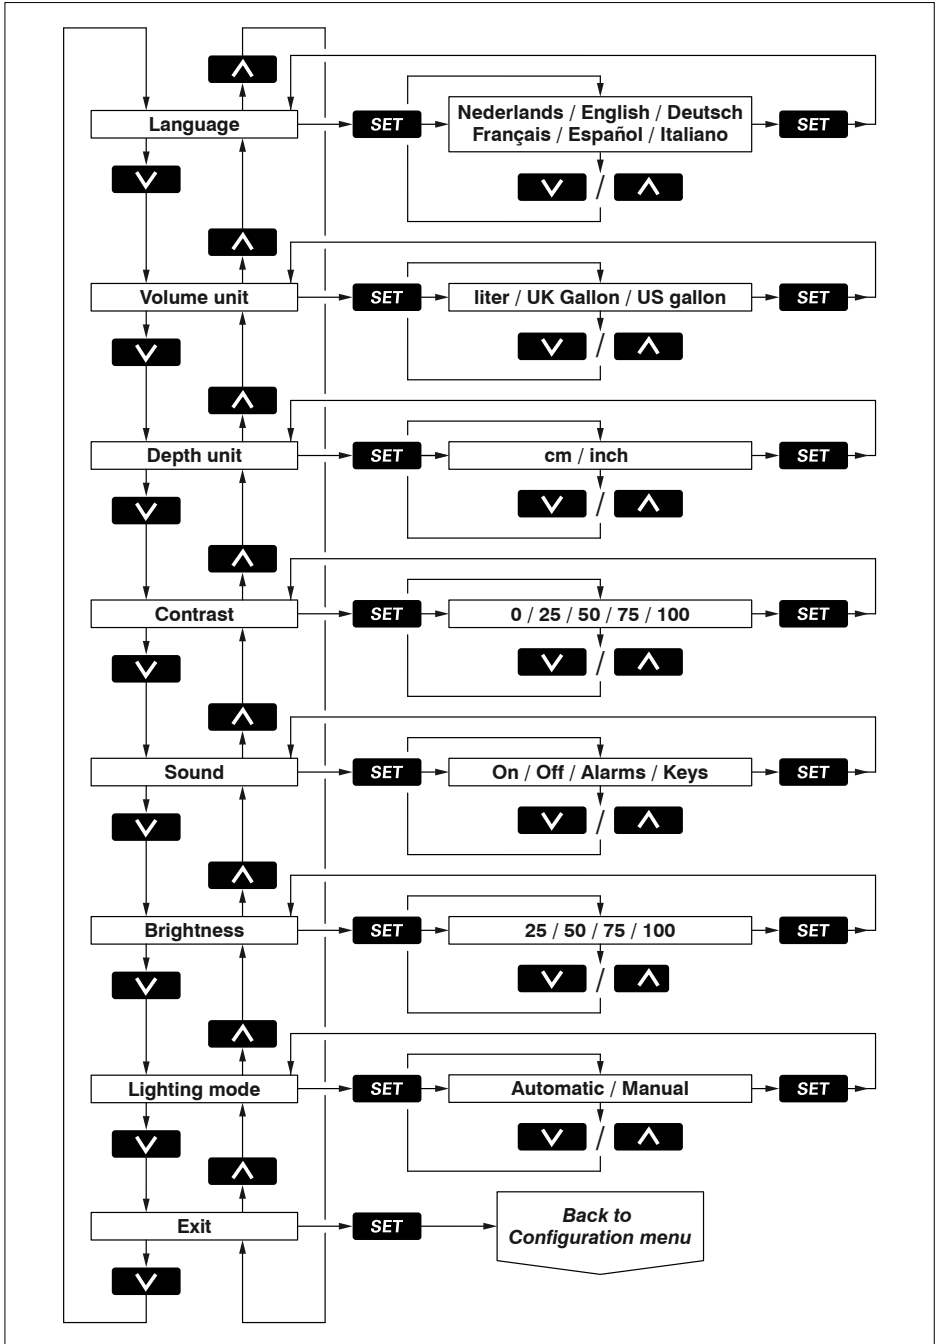 Language
SET
Nederlands / English / Deutsch
Français / Español / Italiano
SET
/
Volume unit
SET
liter / UK Gallon / US gallon
SET
/
Depth unit
SET
cm / inch
SET
/
Contrast
SET
0 / 25 / 50 / 75 / 100
SET
/
Sound
SET
On / Off / Alarms / Keys
SET
/
Brightness
SET
25 / 50 / 75 / 100
SET
/
Lighting mode
SET
Automatic / Manual
SET
/
Exit
SET
Back to
Configuration menu